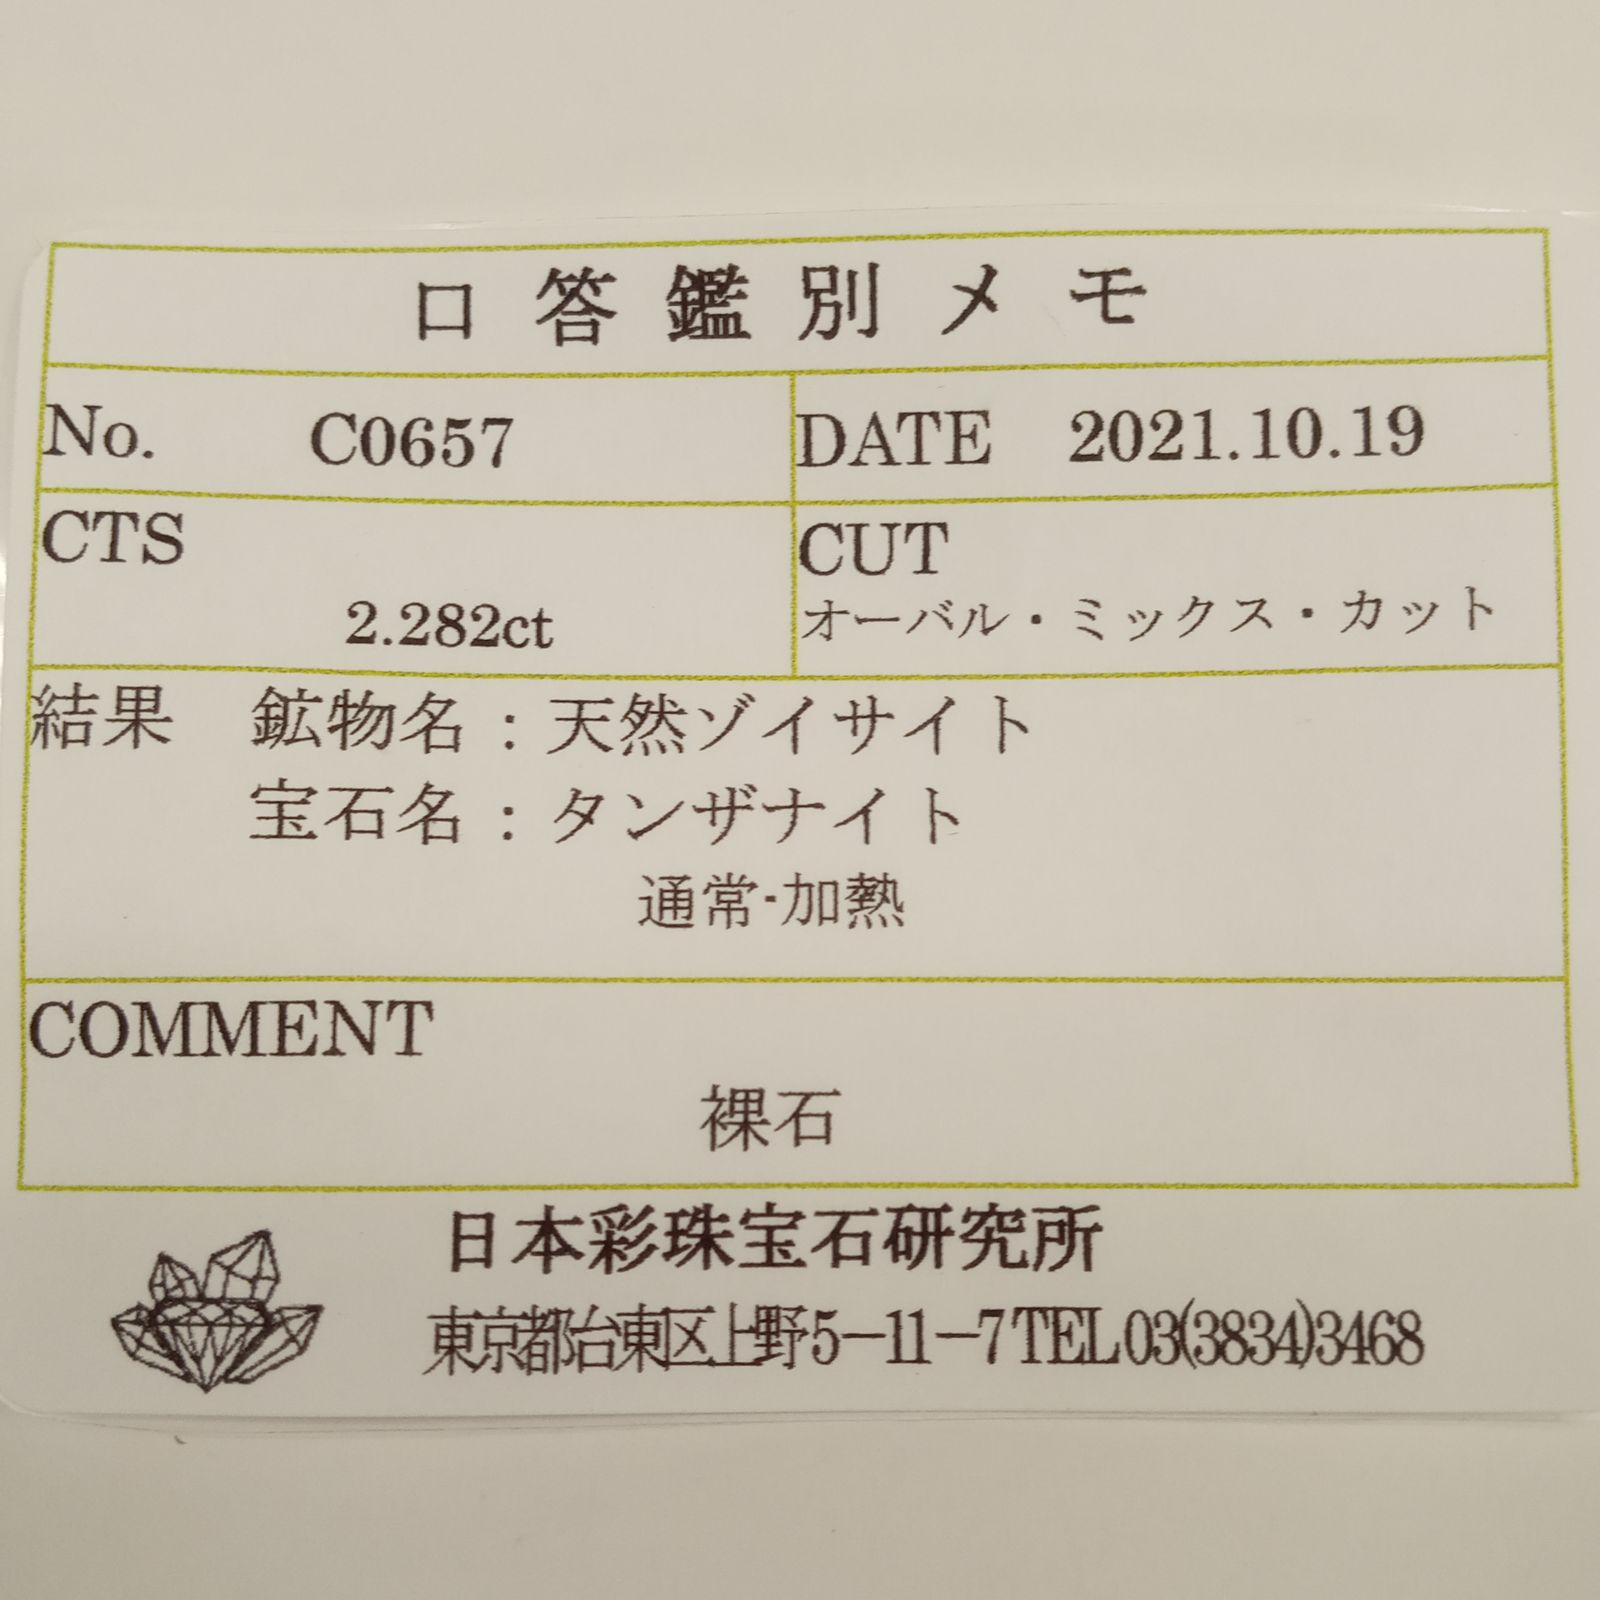 口答鑑別メモ
No. C0657 DATE 2021.10.19
CTS CUT
2.282ct オーバル・ミックス・カット
結果 鉱物名：天然ゾイサイト
宝石名：タンザナイト
通常・加熱
COMMENT
裸石
日本彩珠宝石研究所
東京都台東区上野5－11－7 TEL 03(3834)3468